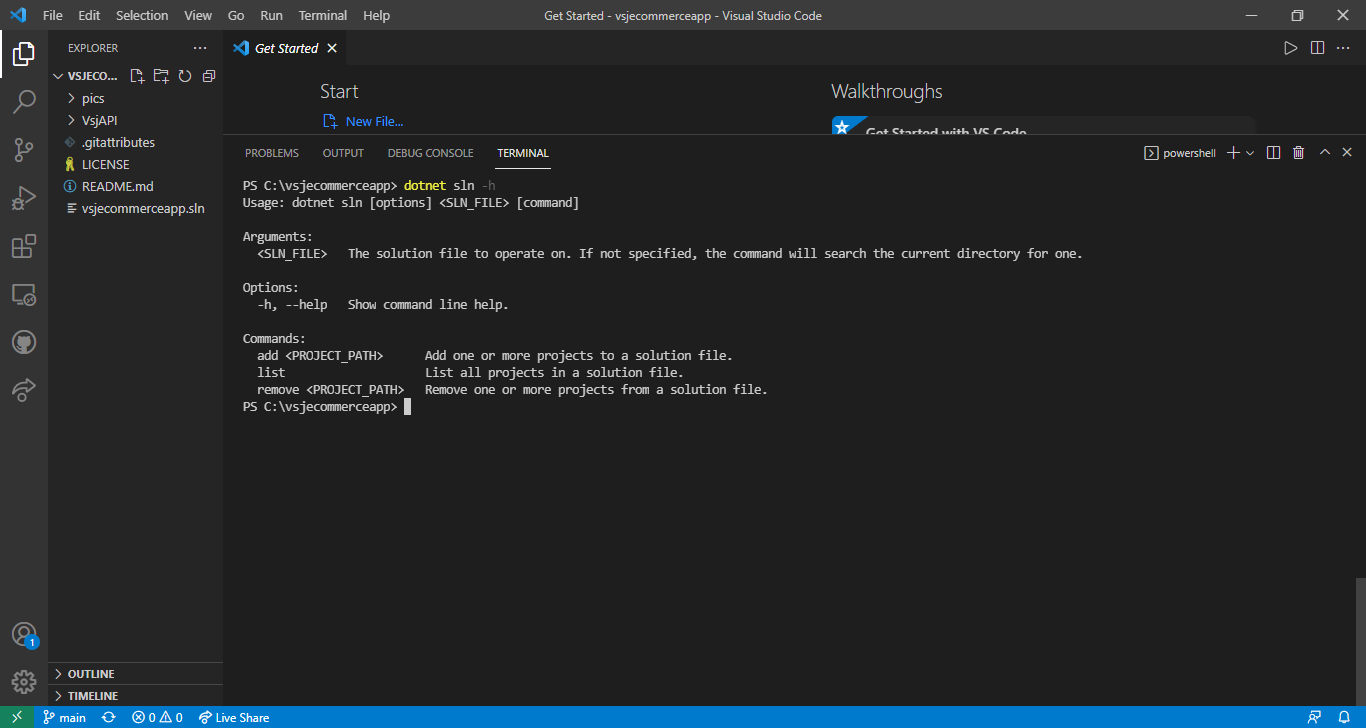 File Edit Selection View Go Run Terminal Help
Get Started - vsjecommerceapp - Visual Studio Code
EXPLORER
VSJECO...
pics
VsjAPI
.gitattributes
LICENSE
README.md
vsjecommerceapp.sln
OUTLINE
TIMELINE
Get Started
Start
New File...
Walkthroughs
Get Started with VS Code
PROBLEMS OUTPUT DEBUG CONSOLE TERMINAL
powershell
PS C:\vsjecommerceapp> dotnet sln -h
Usage: dotnet sln [options] <SLN_FILE> [command]
Arguments:
<SLN_FILE> The solution file to operate on. If not specified, the command will search the current directory for one.
Options:
-h, --help Show command line help.
Commands:
add <PROJECT_PATH> Add one or more projects to a solution file.
list List all projects in a solution file.
remove <PROJECT_PATH> Remove one or more projects from a solution file.
PS C:\vsjecommerceapp>
1
main 0 0 Live Share